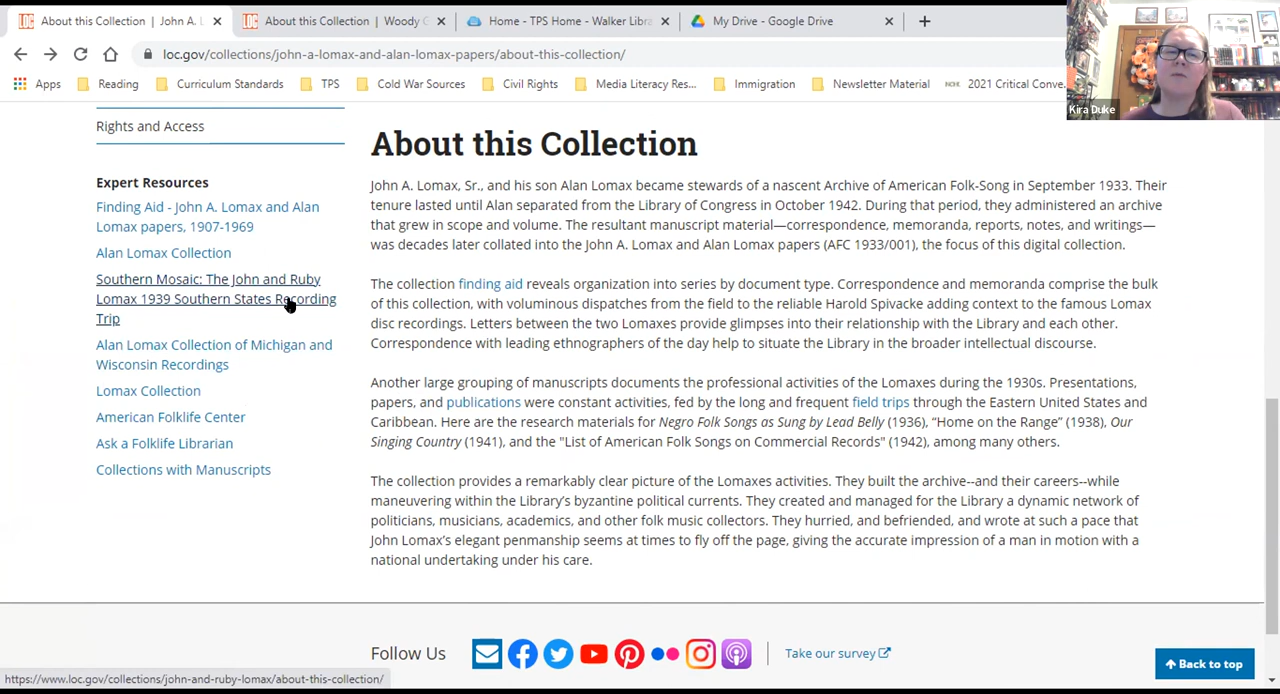 About this Collection | John A. L
About this Collection | Woody G
Home - TPS Home - Walker Libra
My Drive - Google Drive
loc.gov/collections/john-a-lomax-and-alan-lomax-papers/about-this-collection/
Apps
Reading
Curriculum Standards
TPS
Cold War Sources
Civil Rights
Media Literacy Res...
Immigration
Newsletter Material
2021 Critical Conve...
Kira Duke
Rights and Access
Expert Resources
Finding Aid - John A. Lomax and Alan
Lomax papers, 1907-1969
Alan Lomax Collection
Southern Mosaic: The John and Ruby
Lomax 1939 Southern States Recording
Trip
Alan Lomax Collection of Michigan and
Wisconsin Recordings
Lomax Collection
American Folklife Center
Ask a Folklife Librarian
Collections with Manuscripts
About this Collection
John A. Lomax, Sr., and his son Alan Lomax became stewards of a nascent Archive of American Folk-Song in September 1933. Their
tenure lasted until Alan separated from the Library of Congress in October 1942. During that period, they administered an archive
that grew in scope and volume. The resultant manuscript material—correspondence, memoranda, reports, notes, and writings—
was decades later collated into the John A. Lomax and Alan Lomax papers (AFC 1933/001), the focus of this digital collection.
The collection finding aid reveals organization into series by document type. Correspondence and memoranda comprise the bulk
of this collection, with voluminous dispatches from the field to the reliable Harold Spivacke adding context to the famous Lomax
disc recordings. Letters between the two Lomaxes provide glimpses into their relationship with the Library and each other.
Correspondence with leading ethnographers of the day help to situate the Library in the broader intellectual discourse.
Another large grouping of manuscripts documents the professional activities of the Lomaxes during the 1930s. Presentations,
papers, and publications were constant activities, fed by the long and frequent field trips through the Eastern United States and
Caribbean. Here are the research materials for Negro Folk Songs as Sung by Lead Belly (1936), “Home on the Range” (1938), Our
Singing Country (1941), and the "List of American Folk Songs on Commercial Records" (1942), among many others.
The collection provides a remarkably clear picture of the Lomaxes activities. They built the archive--and their careers--while
maneuvering within the Library’s byzantine political currents. They created and managed for the Library a dynamic network of
politicians, musicians, academics, and other folk music collectors. They hurried, and befriended, and wrote at such a pace that
John Lomax’s elegant penmanship seems at times to fly off the page, giving the accurate impression of a man in motion with a
national undertaking under his care.
Follow Us
Take our survey
Back to top
https://www.loc.gov/collections/john-and-ruby-lomax/about-this-collection/